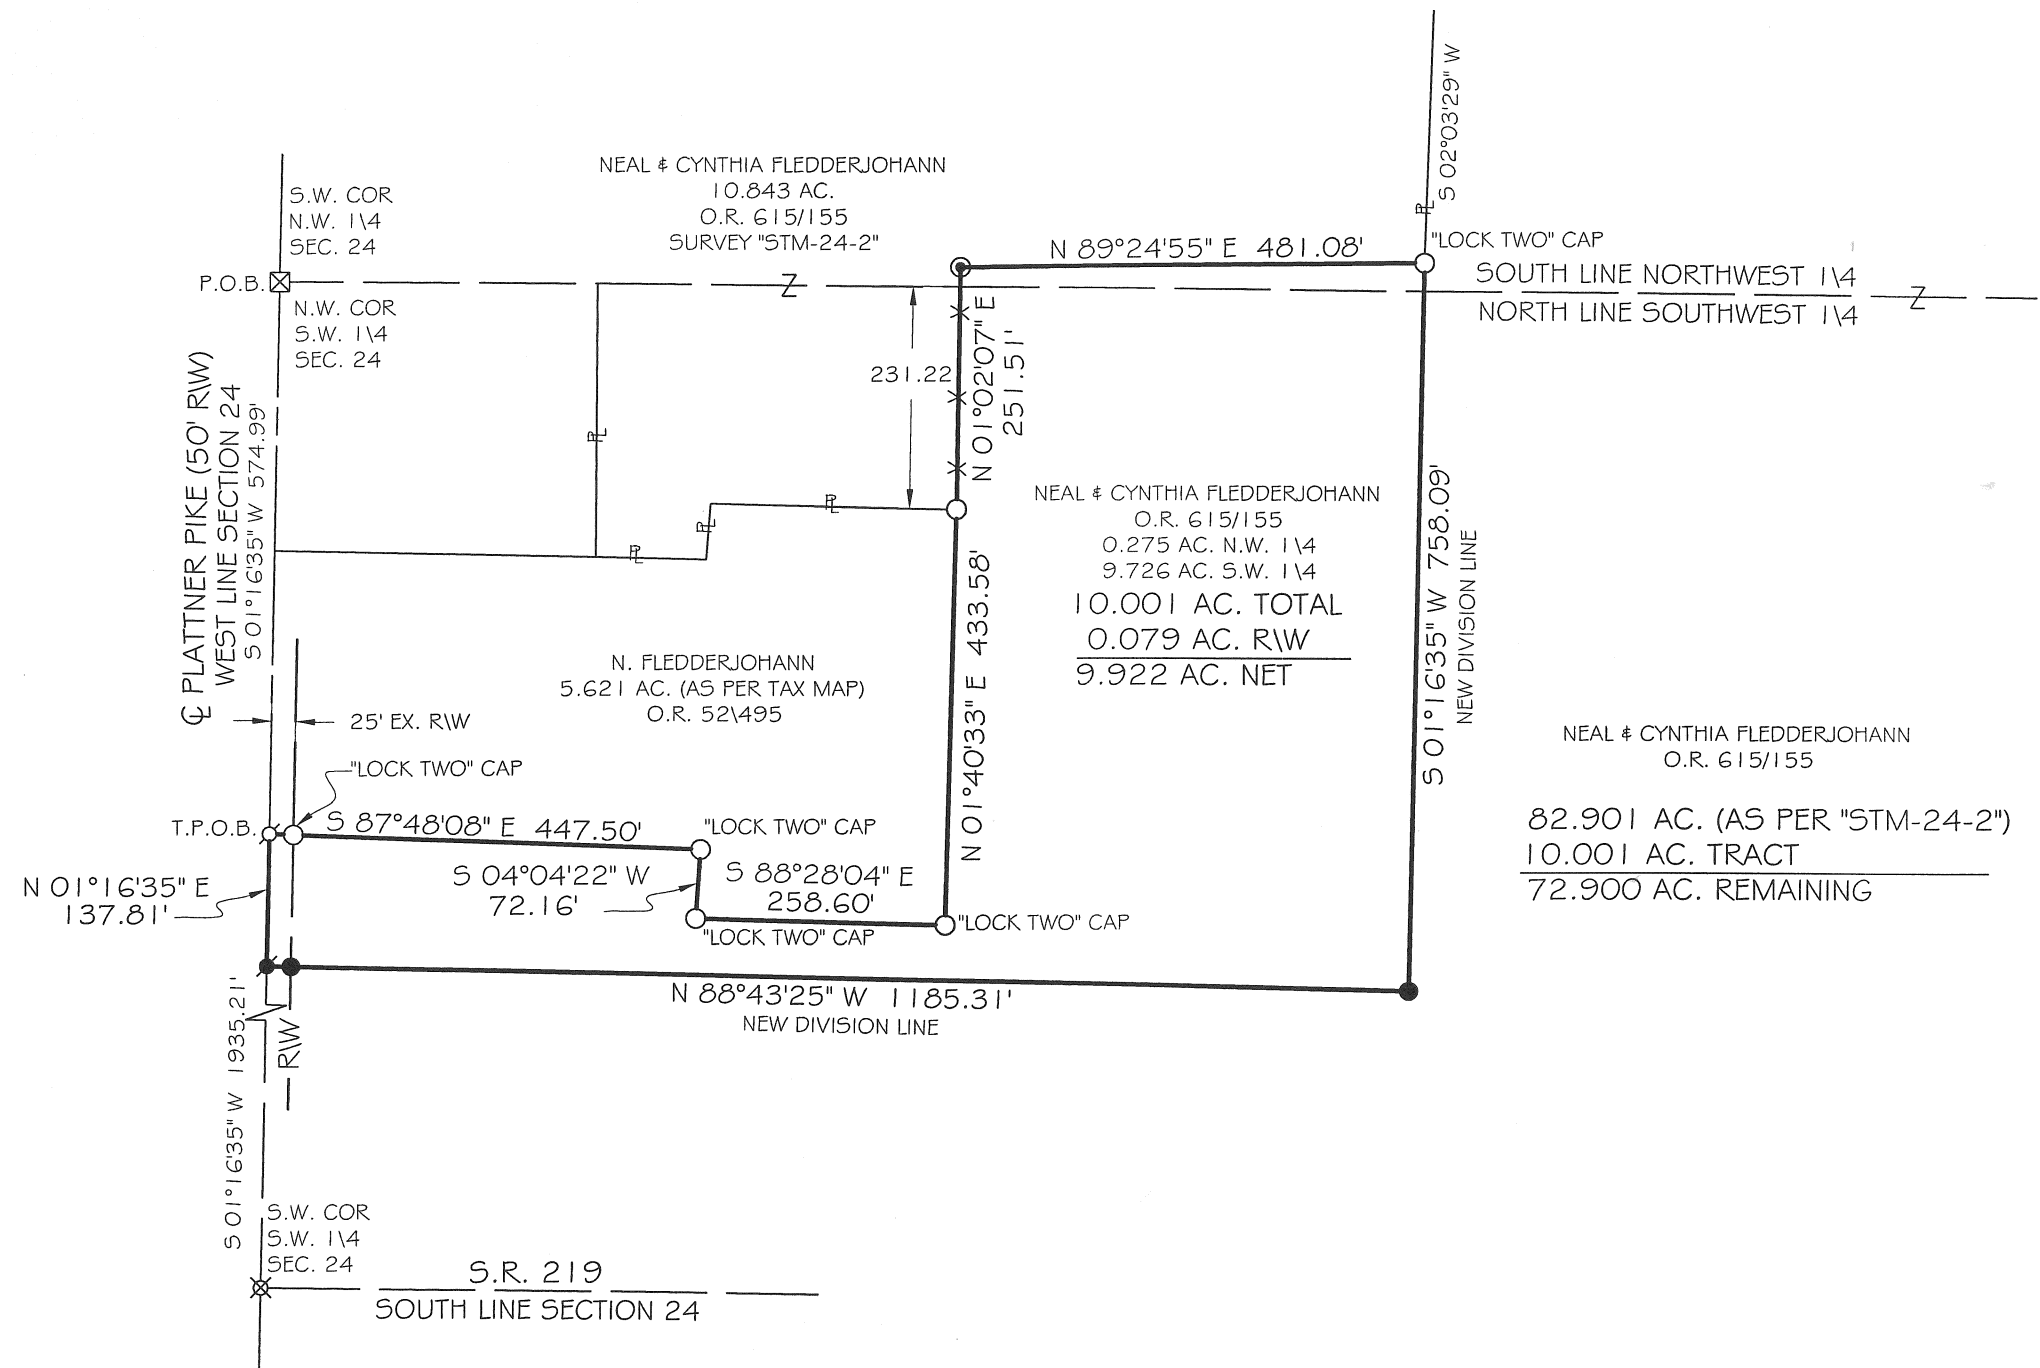 S 02°03'29" W
NEAL & CYNTHIA FLEDDERJOHANN
10.843 AC.
O.R. 615/155
SURVEY "STM-24-2"
S.W. COR
N.W. 1\4
SEC. 24
P.O.B.
N.W. COR
S.W. 1\4
SEC. 24
N 89°24'55" E 481.08'
"LOCK TWO" CAP
SOUTH LINE NORTHWEST 1\4
NORTH LINE SOUTHWEST 1\4
PL
Z
Z
231.22
N 01°02'07" E
251.51'
PLATTNER PIKE (50' R\W)
WEST LINE SECTION 24
S 01°16'35" W 574.99'
CL
PL
PL
PL
PL
NEAL & CYNTHIA FLEDDERJOHANN
O.R. 615/155
0.275 AC. N.W. 1\4
9.726 AC. S.W. 1\4
10.001 AC. TOTAL
0.079 AC. R\W
9.922 AC. NET
N 01°40'33" E 433.58'
S 01°16'35" W 758.09'
NEW DIVISION LINE
N. FLEDDERJOHANN
5.621 AC. (AS PER TAX MAP)
O.R. 52\495
25' EX. R\W
"LOCK TWO" CAP
T.P.O.B.
S 87°48'08" E 447.50'
"LOCK TWO" CAP
N 01°16'35" E
137.81'
S 04°04'22" W
72.16'
S 88°28'04" E
258.60'
"LOCK TWO" CAP
"LOCK TWO" CAP
NEAL & CYNTHIA FLEDDERJOHANN
O.R. 615/155
82.901 AC. (AS PER "STM-24-2")
10.001 AC. TRACT
72.900 AC. REMAINING
N 88°43'25" W 1185.31'
NEW DIVISION LINE
S 01°16'35" W 1935.21'
R\W
S.W. COR
S.W. 1\4
SEC. 24
S.R. 219
SOUTH LINE SECTION 24